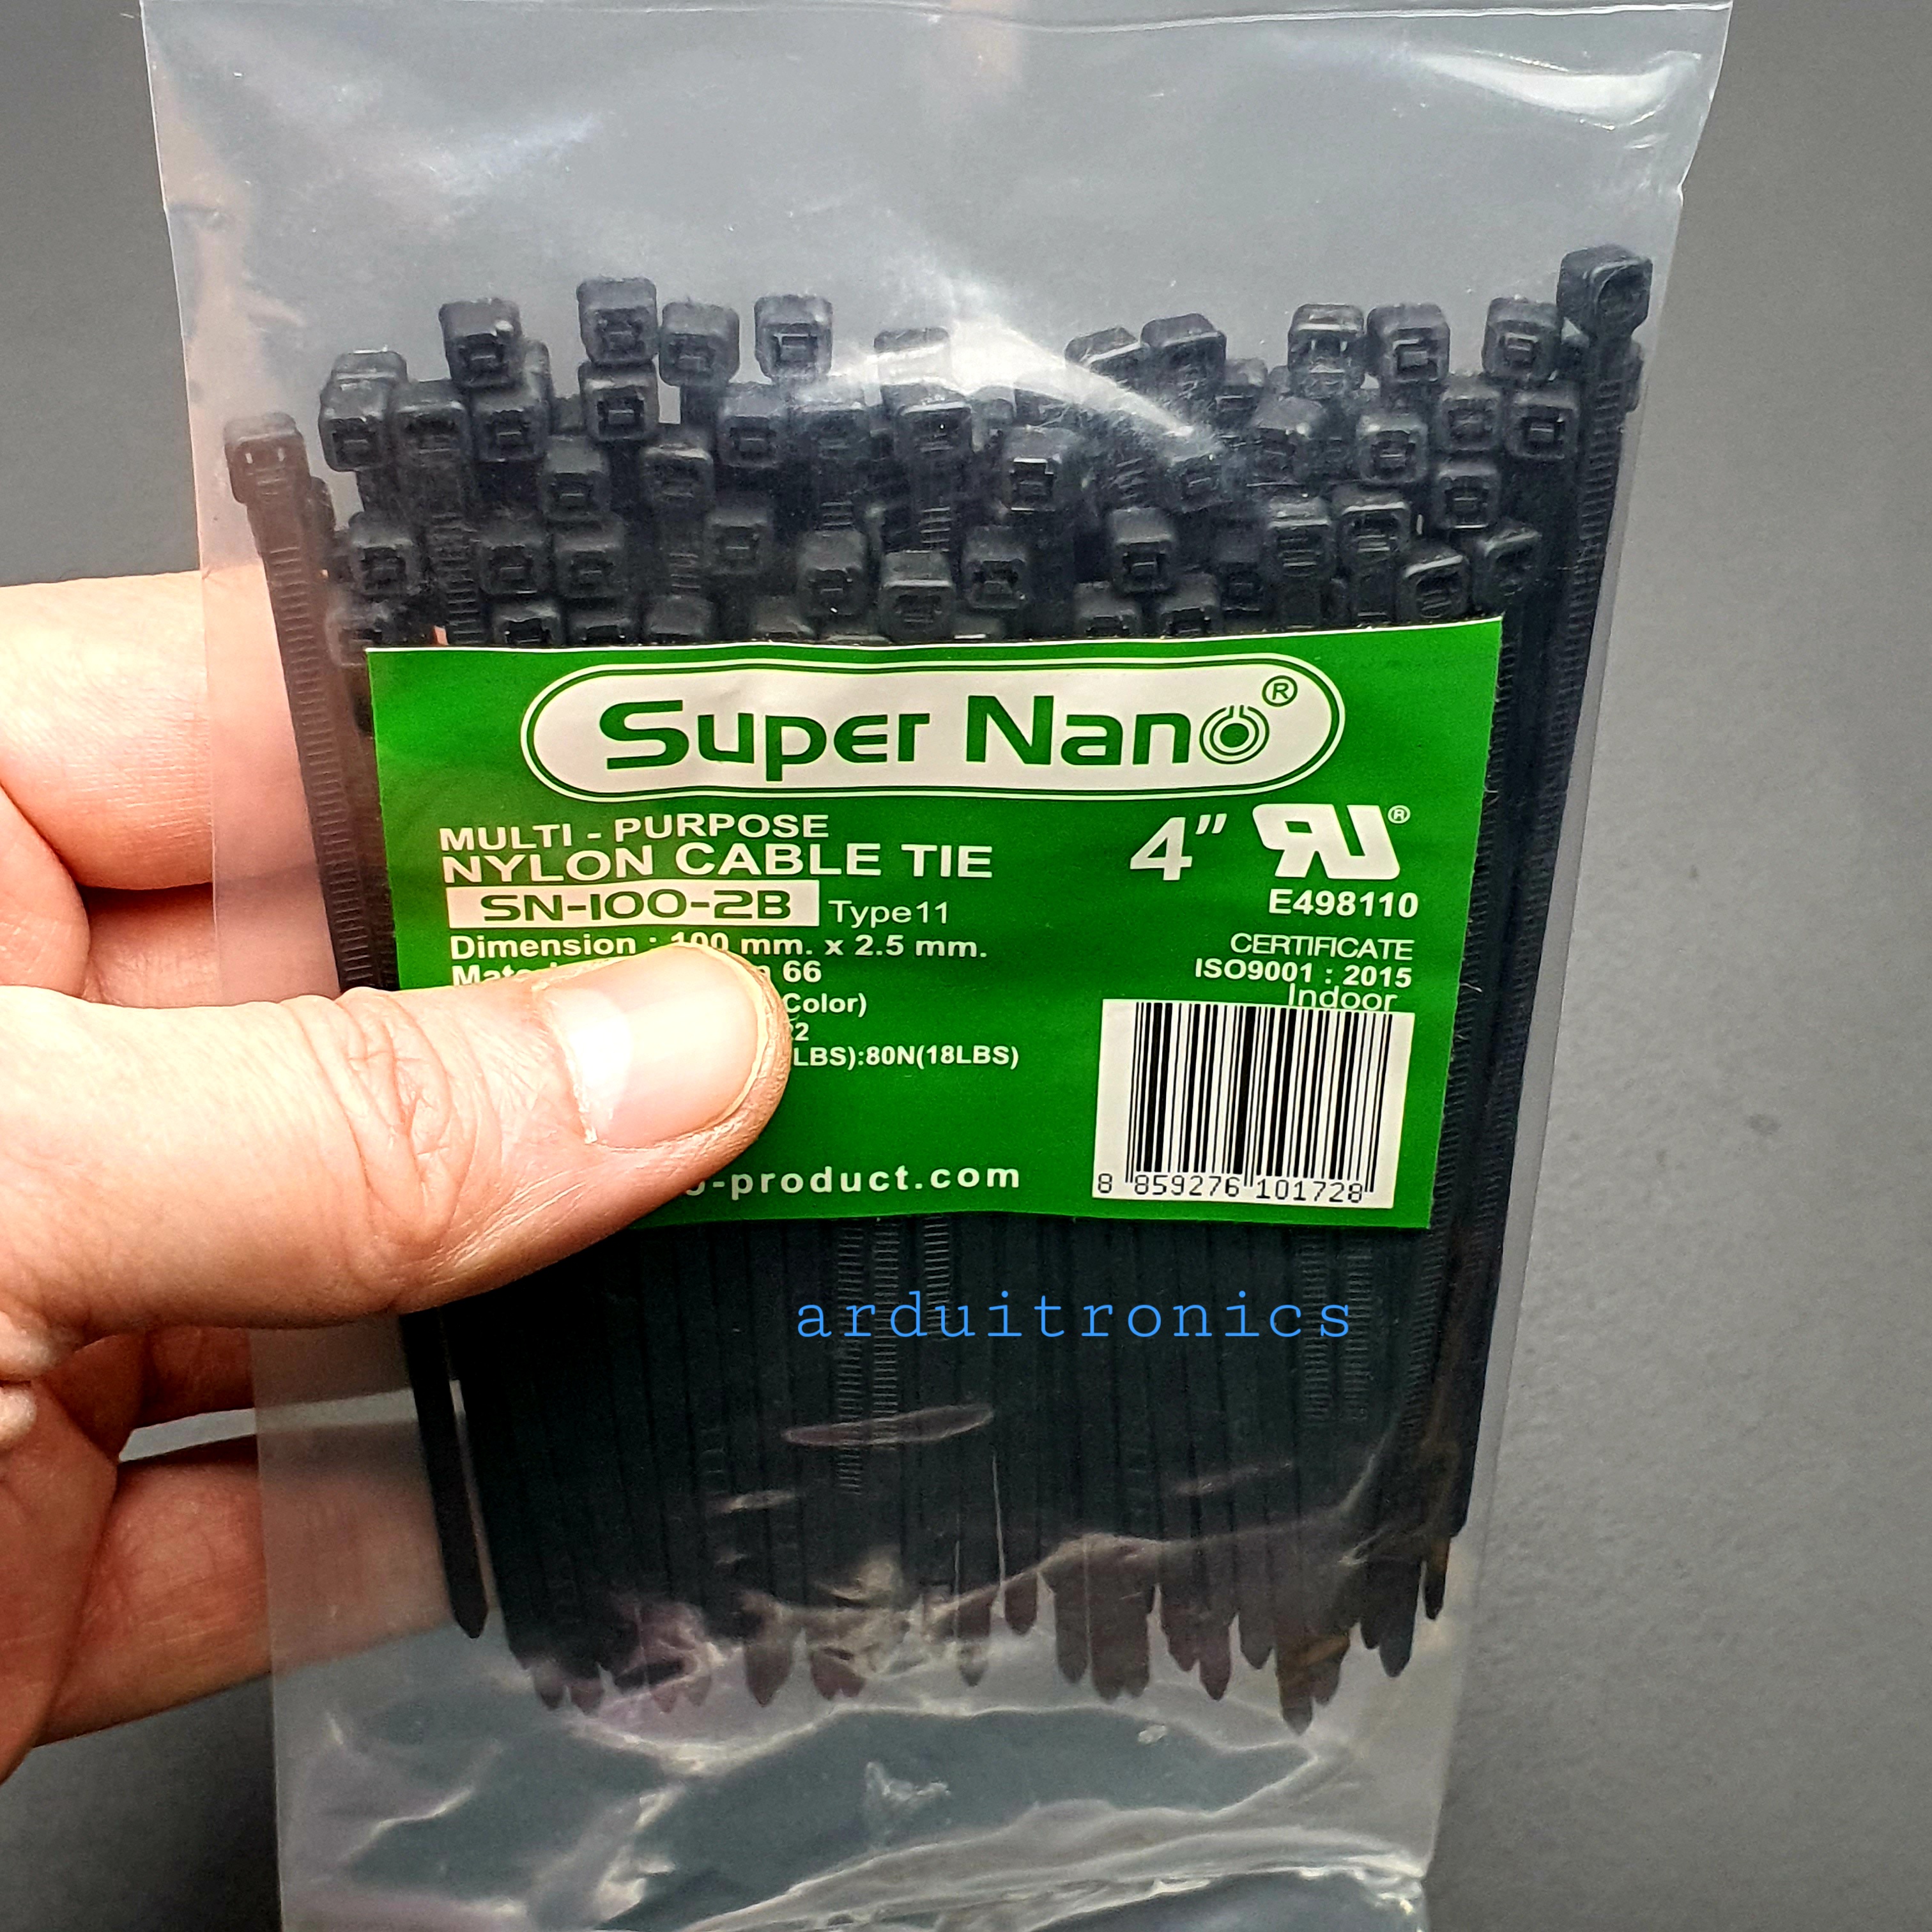 Super Nano®
MULTI - PURPOSE
NYLON CABLE TIE
SN-100-2B Type11
4" ®
E498110
Dimension : 100 mm. x 2.5 mm.
66
Color)
LBS):80N(18LBS)
-product.com
CERTIFICATE
ISO9001 : 2015
Indoor
8 859276 101728
arduitronics